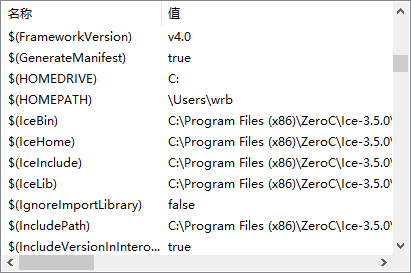 名称 值
$(FrameworkVersion) v4.0
$(GenerateManifest) true
$(HOMEDRIVE) C:
$(HOMEPATH) \Users\wrb
$(IceBin) C:\Program Files (x86)\ZeroC\Ice-3.5.0\
$(IceHome) C:\Program Files (x86)\ZeroC\Ice-3.5.0\
$(IceInclude) C:\Program Files (x86)\ZeroC\Ice-3.5.0\
$(IceLib) C:\Program Files (x86)\ZeroC\Ice-3.5.0\
$(IgnoreImportLibrary) false
$(IncludePath) C:\Program Files (x86)\ZeroC\Ice-3.5.0\
$(IncludeVersionInIntero... true